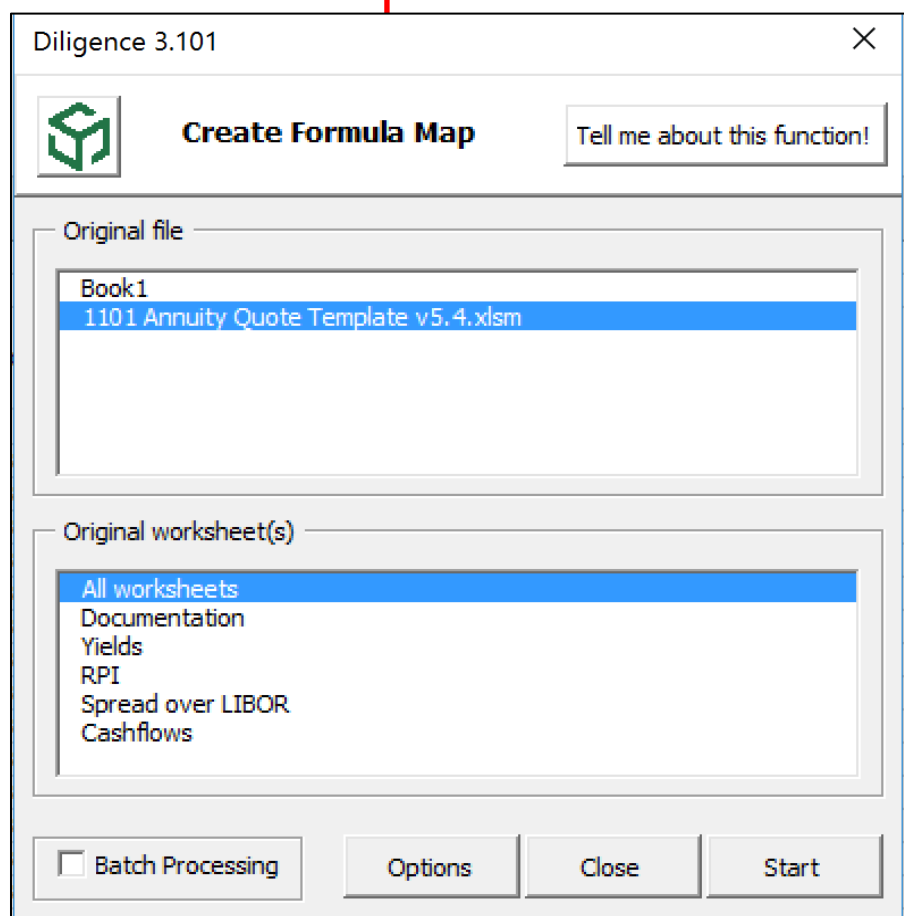 Diligence 3.101
Create Formula Map
Tell me about this function!
Original file
Book1
1101 Annuity Quote Template v5.4.xlsm
Original worksheet(s)
All worksheets
Documentation
Yields
RPI
Spread over LIBOR
Cashflows
Batch Processing
Options
Close
Start